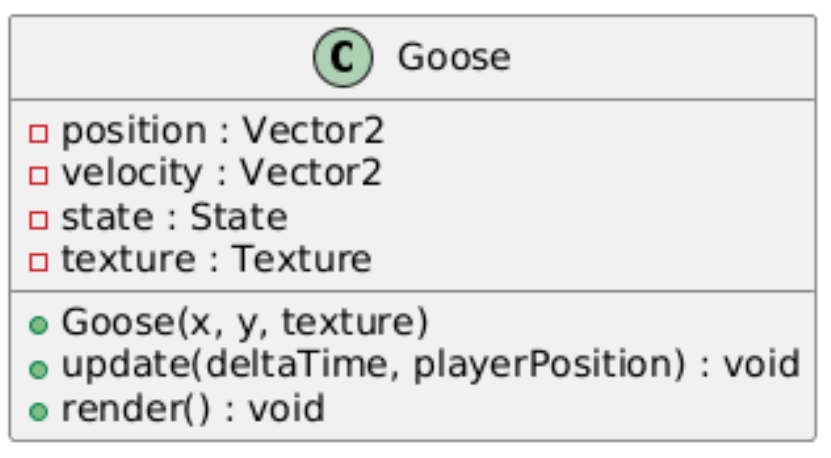 C Goose
position : Vector2
velocity : Vector2
state : State
texture : Texture
Goose(x, y, texture)
update(deltaTime, playerPosition) : void
render() : void